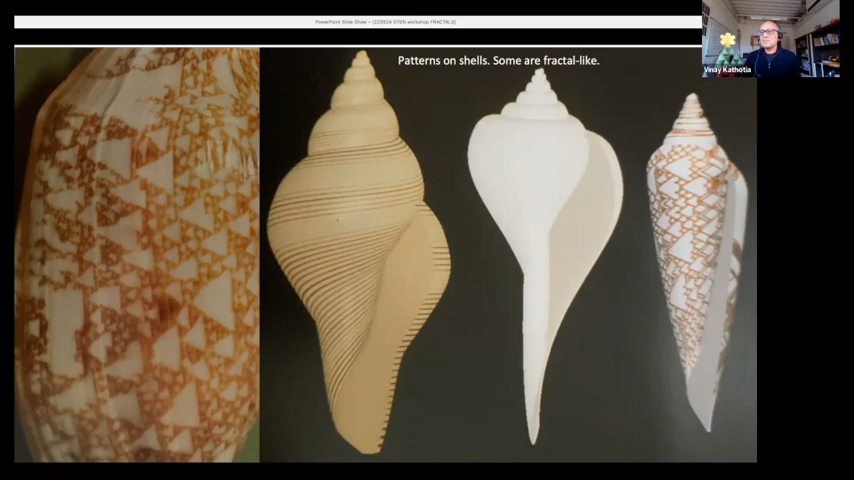 PowerPoint Slide Show - [220924 OTEN workshop FRACTALS]
Patterns on shells. Some are fractal-like.
Vinay Kathotia